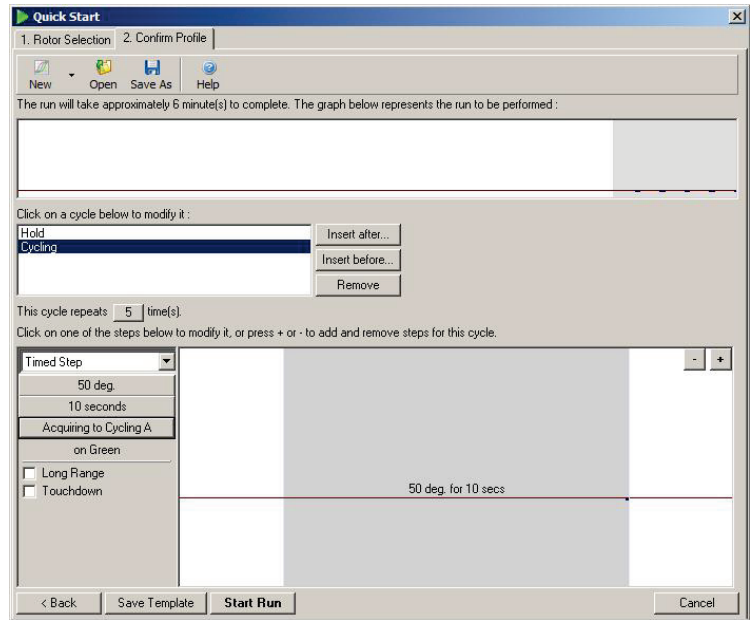 Quick Start
1. Rotor Selection 2. Confirm Profile
New Open Save As Help
The run will take approximately 6 minute(s) to complete. The graph below represents the run to be performed :
Click on a cycle below to modify it :
Hold
Cycling
Insert after...
Insert before...
Remove
This cycle repeats 5 time(s).
Click on one of the steps below to modify it, or press + or - to add and remove steps for this cycle.
Timed Step - +
50 deg.
10 seconds
Acquiring to Cycling A
on Green
Long Range
Touchdown
50 deg. for 10 secs
< Back Save Template Start Run Cancel